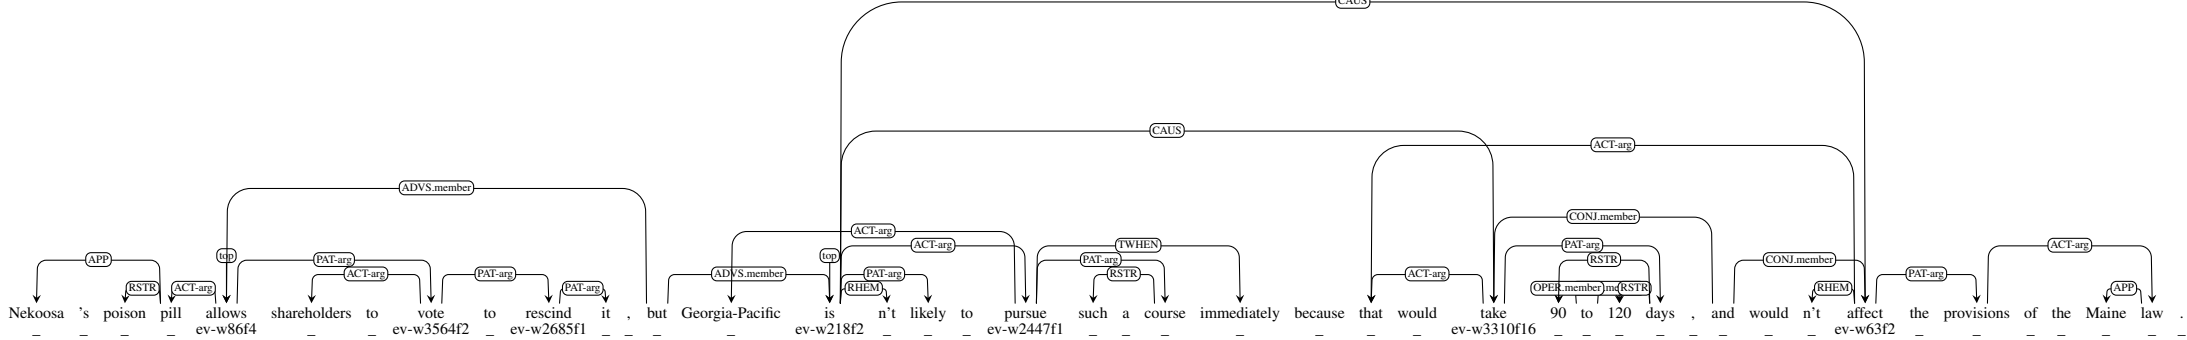 CAUS
CAUS
ACT-arg
ADVS.member
CONJ.member
ACT-arg
top PAT-arg ACT-arg top ACT-arg TWHEN PAT-arg ACT-arg
APP PAT-arg RSTR CONJ.member
ACT-arg PAT-arg ADVS.member PAT-arg RSTR ACT-arg PAT-arg
RSTR ACT-arg PAT-arg RHEM OPER.member RSTR RHEM APP
Nekoosa 's poison pill allows shareholders to vote to rescind it , but Georgia-Pacific is n't likely to pursue such a course immediately because that would take 90 to 120 days , and would n't affect the provisions of the Maine law .
_ _ _ _ ev-w86f4 _ _ ev-w3564f2 _ ev-w2685f1 _ _ _ _ ev-w218f2 _ _ _ ev-w2447f1 _ _ _ _ _ _ _ ev-w3310f16 _ _ _ _ _ _ _ _ ev-w63f2 _ _ _ _ _ _ _